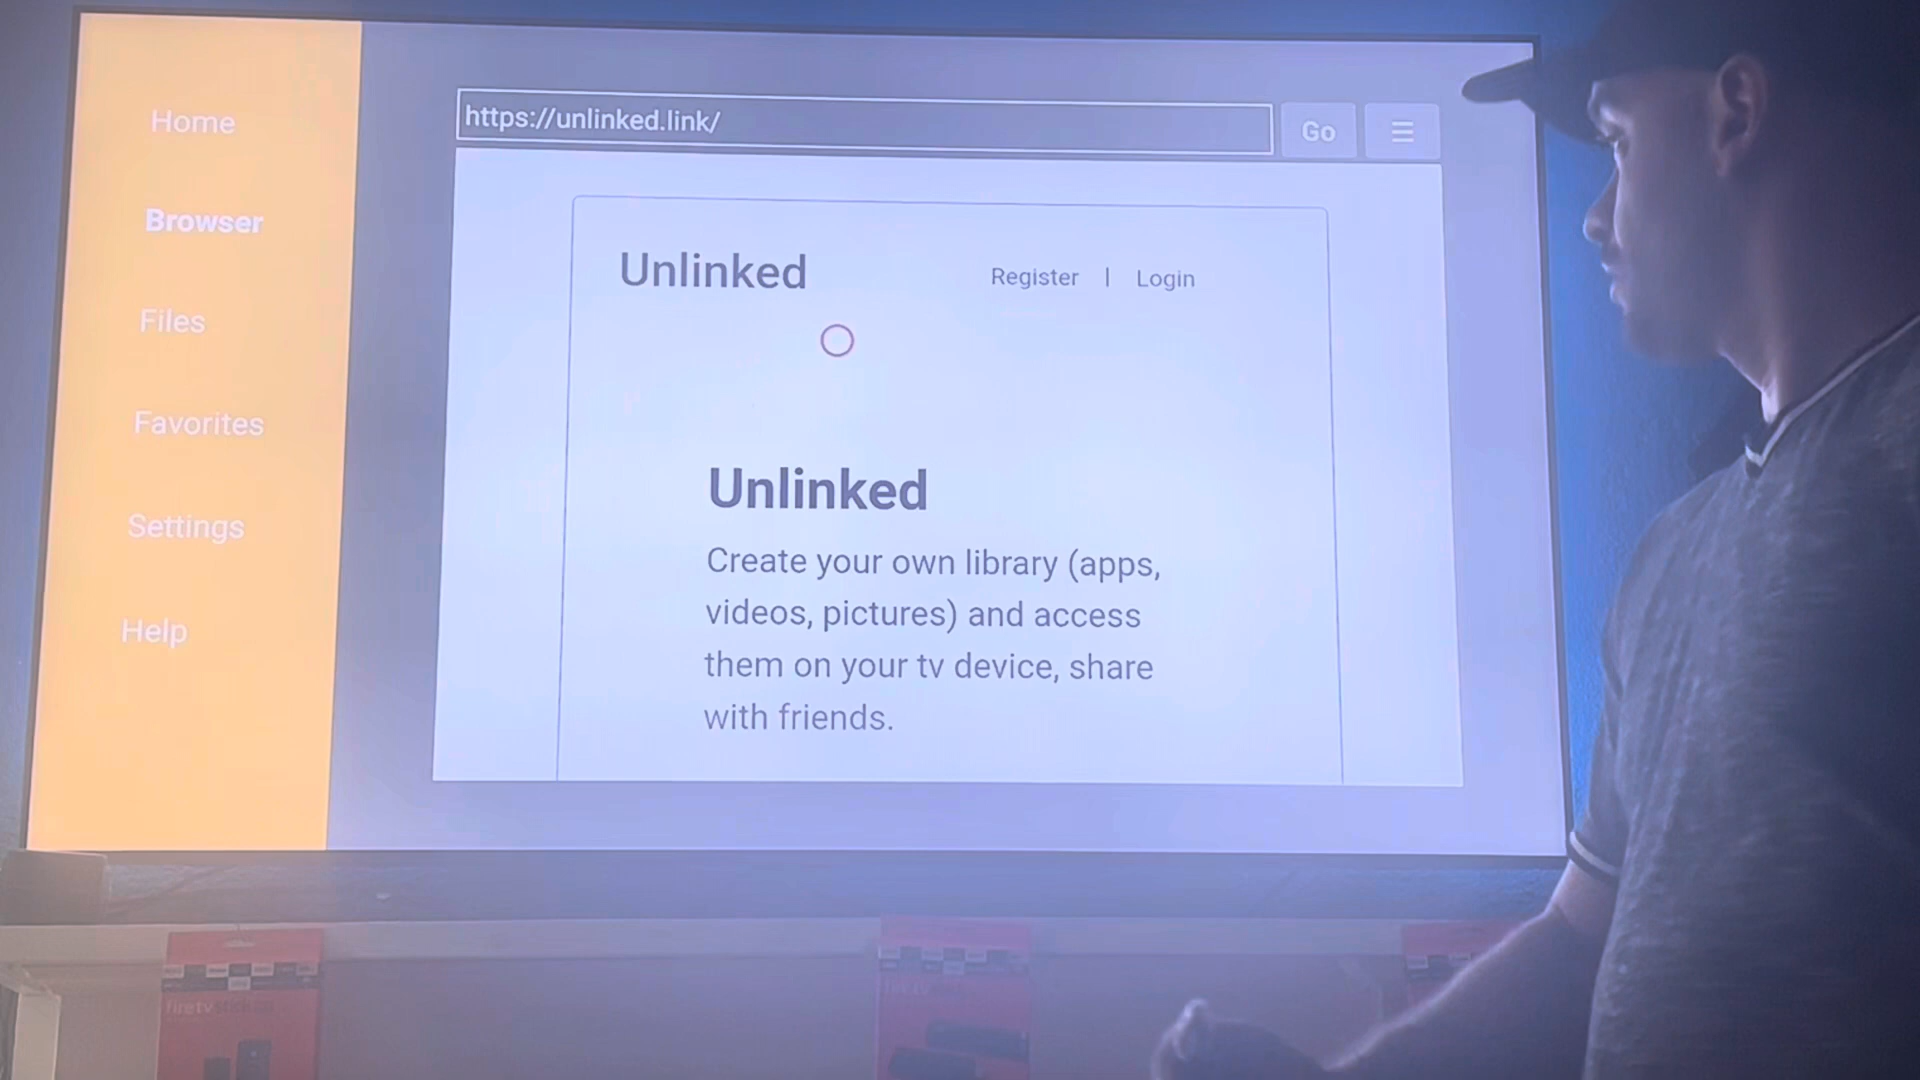 Home
Browser
Files
Favorites
Settings
Help
https://unlinked.link/
Go
Unlinked
Register | Login
Unlinked
Create your own library (apps,
videos, pictures) and access
them on your tv device, share
with friends.
firetv